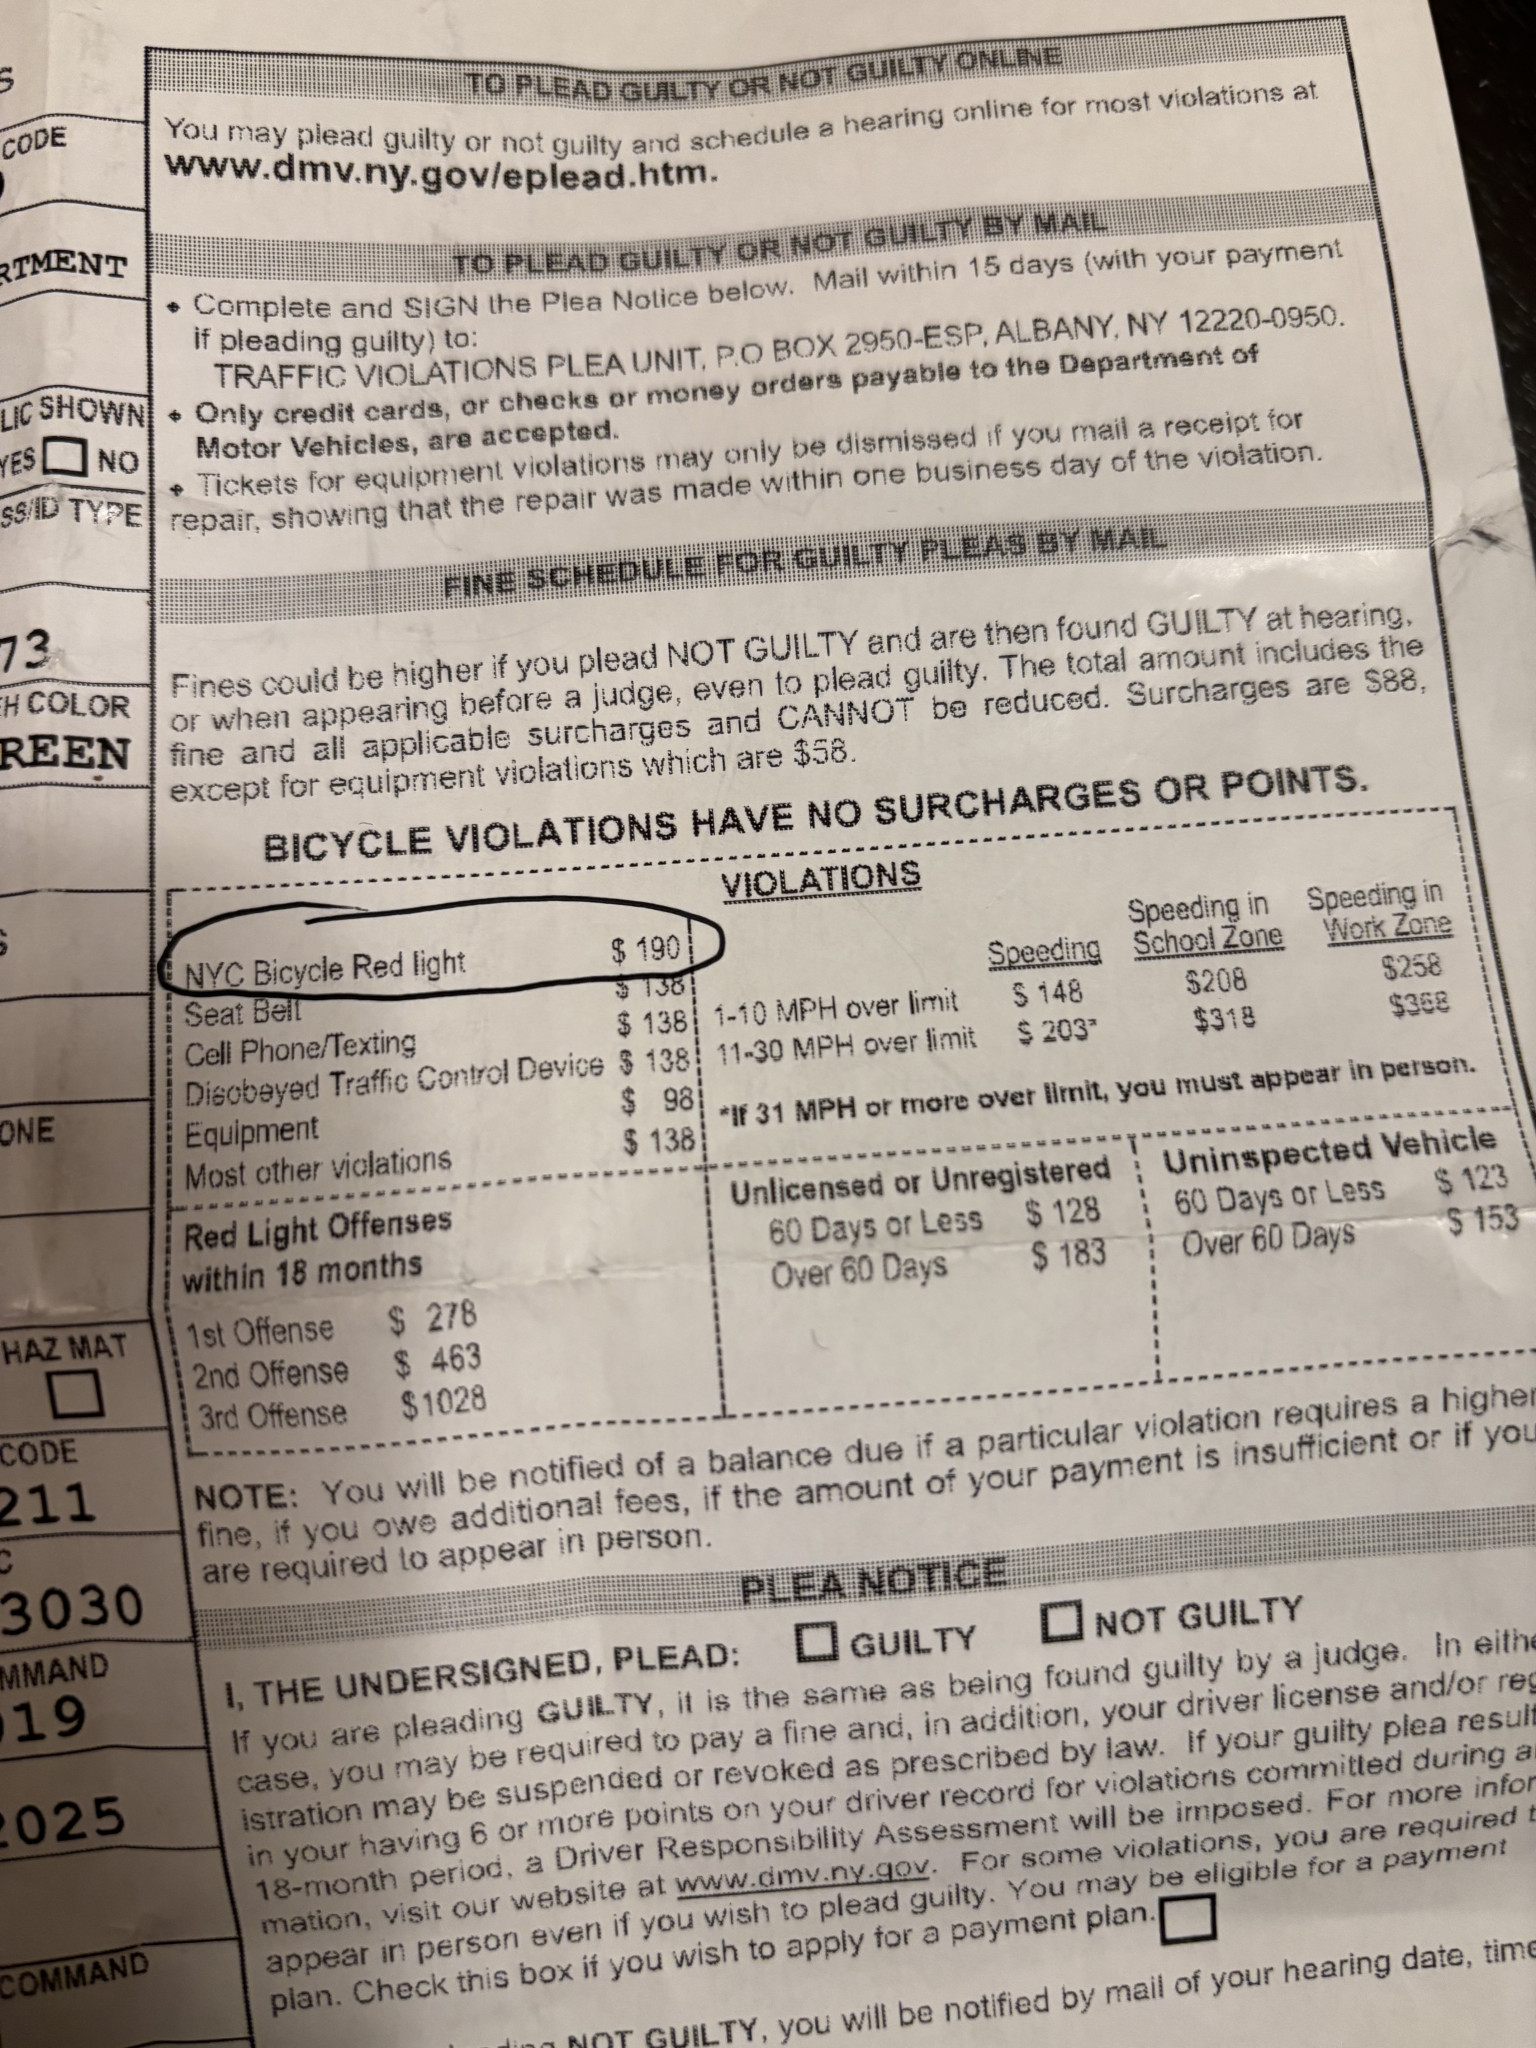 S
CODE
RTMENT
LIC SHOWN
YES NO
SS/ID TYPE
73
H COLOR
REEN
S
ONE
HAZ MAT
CODE
211
C
3030
MMAND
019
2025
COMMAND
TO PLEAD GUILTY OR NOT GUILTY ONLINE
You may plead guilty or not guilty and schedule a hearing online for most violations at
www.dmv.ny.gov/eplead.htm.
TO PLEAD GUILTY OR NOT GUILTY BY MAIL
Complete and SIGN the Plea Notice below. Mail within 15 days (with your payment
if pleading guilty) to:
TRAFFIC VIOLATIONS PLEA UNIT, P.O BOX 2950-ESP, ALBANY, NY 12220-0950.
Only credit cards, or checks or money orders payable to the Department of
Motor Vehicles, are accepted.
Tickets for equipment violations may only be dismissed if you mail a receipt for
repair, showing that the repair was made within one business day of the violation.
FINE SCHEDULE FOR GUILTY PLEAS BY MAIL
Fines could be higher if you plead NOT GUILTY and are then found GUILTY at hearing,
or when appearing before a judge, even to plead guilty. The total amount includes the
fine and all applicable surcharges and CANNOT be reduced. Surcharges are $88,
except for equipment violations which are $58.
BICYCLE VIOLATIONS HAVE NO SURCHARGES OR POINTS.
VIOLATIONS
NYC Bicycle Red light $ 190
Seat Belt $ 138
Cell Phone/Texting $ 138
Disobeyed Traffic Control Device $ 138
Equipment $ 98
Most other violations $ 138
Speeding Speeding in School Zone Speeding in Work Zone
1-10 MPH over limit $ 148 $208 $258
11-30 MPH over limit $ 203* $318 $368
*If 31 MPH or more over limit, you must appear in person.
Red Light Offenses
within 18 months
1st Offense $ 278
2nd Offense $ 463
3rd Offense $1028
Unlicensed or Unregistered
60 Days or Less $ 128
Over 60 Days $ 183
Uninspected Vehicle
60 Days or Less $ 123
Over 60 Days $ 153
NOTE: You will be notified of a balance due if a particular violation requires a higher
fine, if you owe additional fees, if the amount of your payment is insufficient or if you
are required to appear in person.
PLEA NOTICE
I, THE UNDERSIGNED, PLEAD: GUILTY NOT GUILTY
If you are pleading GUILTY, it is the same as being found guilty by a judge. In eithe
case, you may be required to pay a fine and, in addition, your driver license and/or reg
istration may be suspended or revoked as prescribed by law. If your guilty plea result
in your having 6 or more points on your driver record for violations committed during a
18-month period, a Driver Responsibility Assessment will be imposed. For more infor
mation, visit our website at www.dmv.ny.gov. For some violations, you are required t
appear in person even if you wish to plead guilty. You may be eligible for a payment
plan. Check this box if you wish to apply for a payment plan.
NOT GUILTY, you will be notified by mail of your hearing date, time